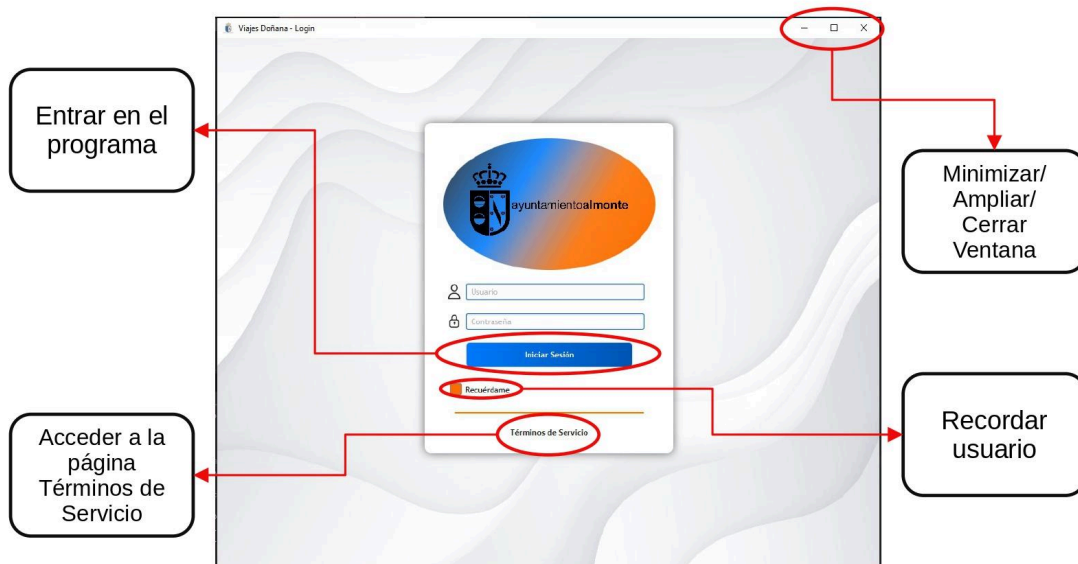 Viajes Doñana - Login
Entrar en el
programa
Minimizar/
Ampliar/
Cerrar
Ventana
ayuntamientoalmonte
Usuario
Contraseña
Iniciar Sesión
Recuérdame
Términos de Servicio
Acceder a la
página
Términos de
Servicio
Recordar
usuario